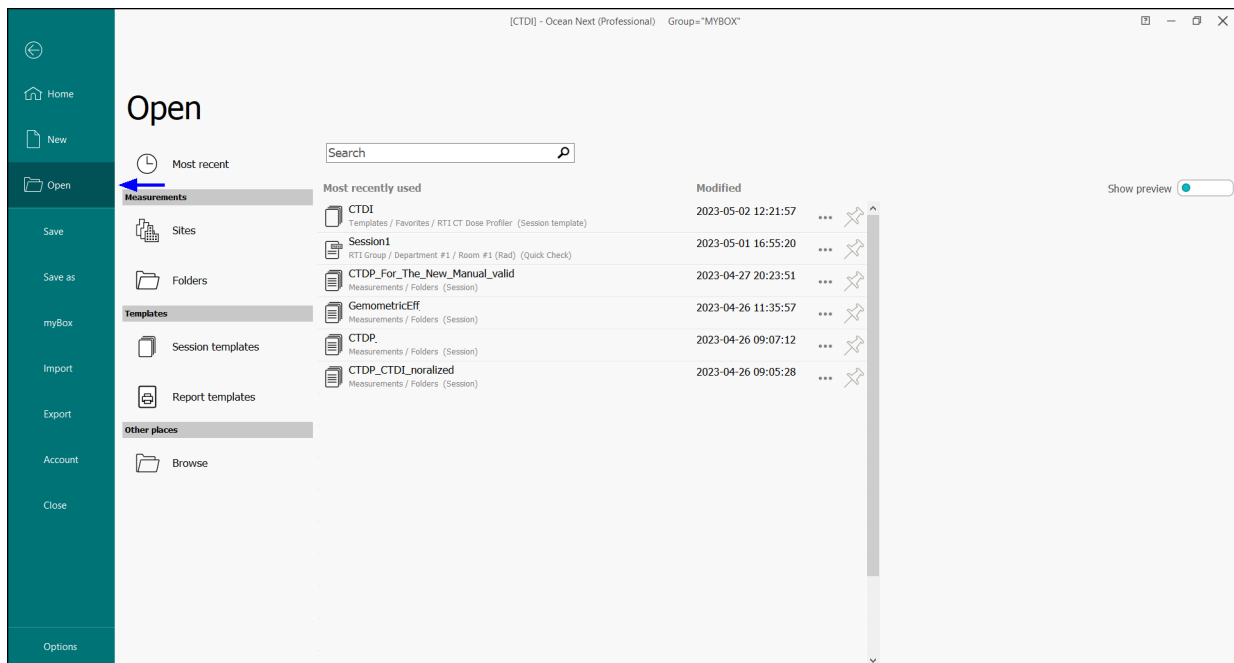 [CTDI] - Ocean Next (Professional) Group="MYBOX"
Home
New
Open
Save
Save as
myBox
Import
Export
Account
Close
Options
Open
Most recent
Measurements
Sites
Folders
Templates
Session templates
Report templates
Other places
Browse
Search
Most recently used Modified
CTDI 2023-05-02 12:21:57
Templates / Favorites / RTI CT Dose Profiler (Session template)
Session1 2023-05-01 16:55:20
RTI Group / Department #1 / Room #1 (Rad) (Quick Check)
CTDP_For_The_New_Manual_valid 2023-04-27 20:23:51
Measurements / Folders (Session)
GemometricEff 2023-04-26 11:35:57
Measurements / Folders (Session)
CTDP. 2023-04-26 09:07:12
Measurements / Folders (Session)
CTDP_CTDI_noralized 2023-04-26 09:05:28
Measurements / Folders (Session)
Show preview